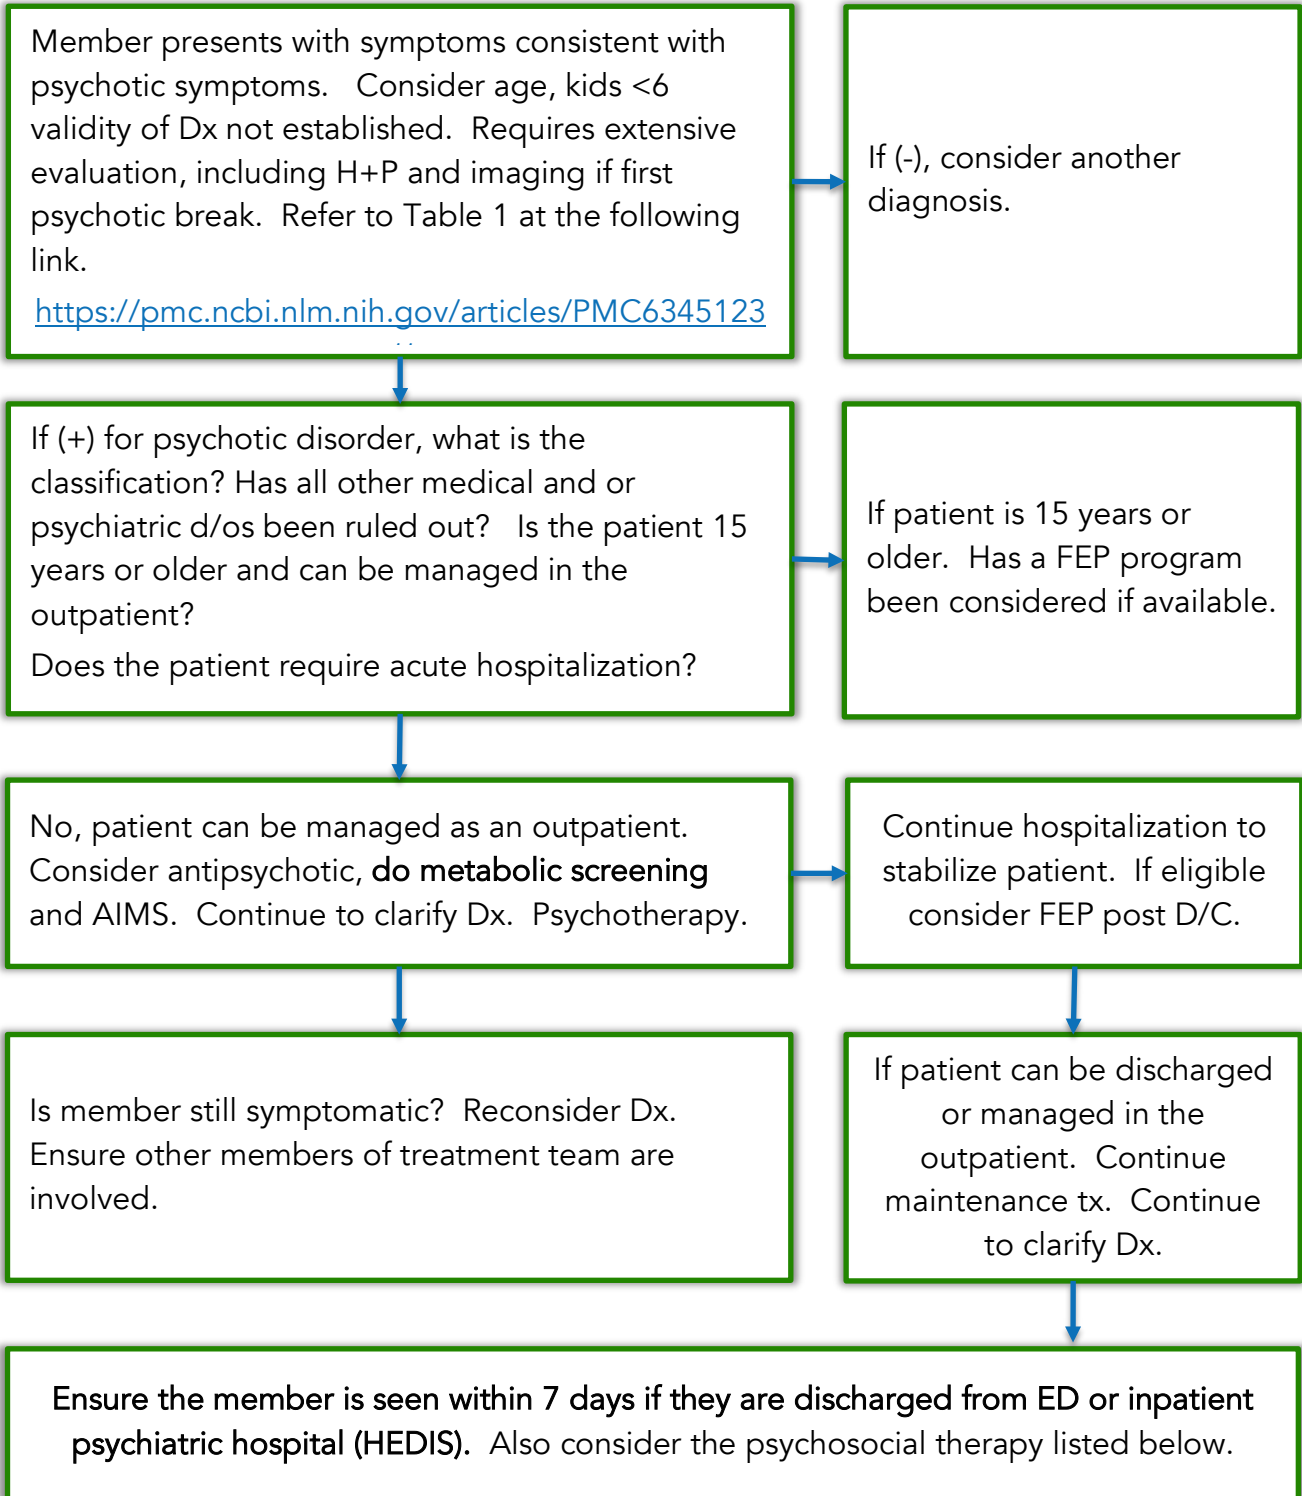 Member presents with symptoms consistent with
psychotic symptoms.   Consider age, kids <6
validity of Dx not established.  Requires extensive
evaluation, including H+P and imaging if first
psychotic break.  Refer to Table 1 at the following
link.
https://pmc.ncbi.nlm.nih.gov/articles/PMC6345123
If (-), consider another
diagnosis.
If (+) for psychotic disorder, what is the
classification? Has all other medical and or
psychiatric d/os been ruled out?   Is the patient 15
years or older and can be managed in the
outpatient?
Does the patient require acute hospitalization?
If patient is 15 years or
older.  Has a FEP program
been considered if available.
No, patient can be managed as an outpatient.
Consider antipsychotic, do metabolic screening
and AIMS.  Continue to clarify Dx.  Psychotherapy.
Continue hospitalization to
stabilize patient.  If eligible
consider FEP post D/C.
Is member still symptomatic?  Reconsider Dx.
Ensure other members of treatment team are
involved.
If patient can be discharged
or managed in the
outpatient.  Continue
maintenance tx.  Continue
to clarify Dx.
Ensure the member is seen within 7 days if they are discharged from ED or inpatient
psychiatric hospital (HEDIS).  Also consider the psychosocial therapy listed below.